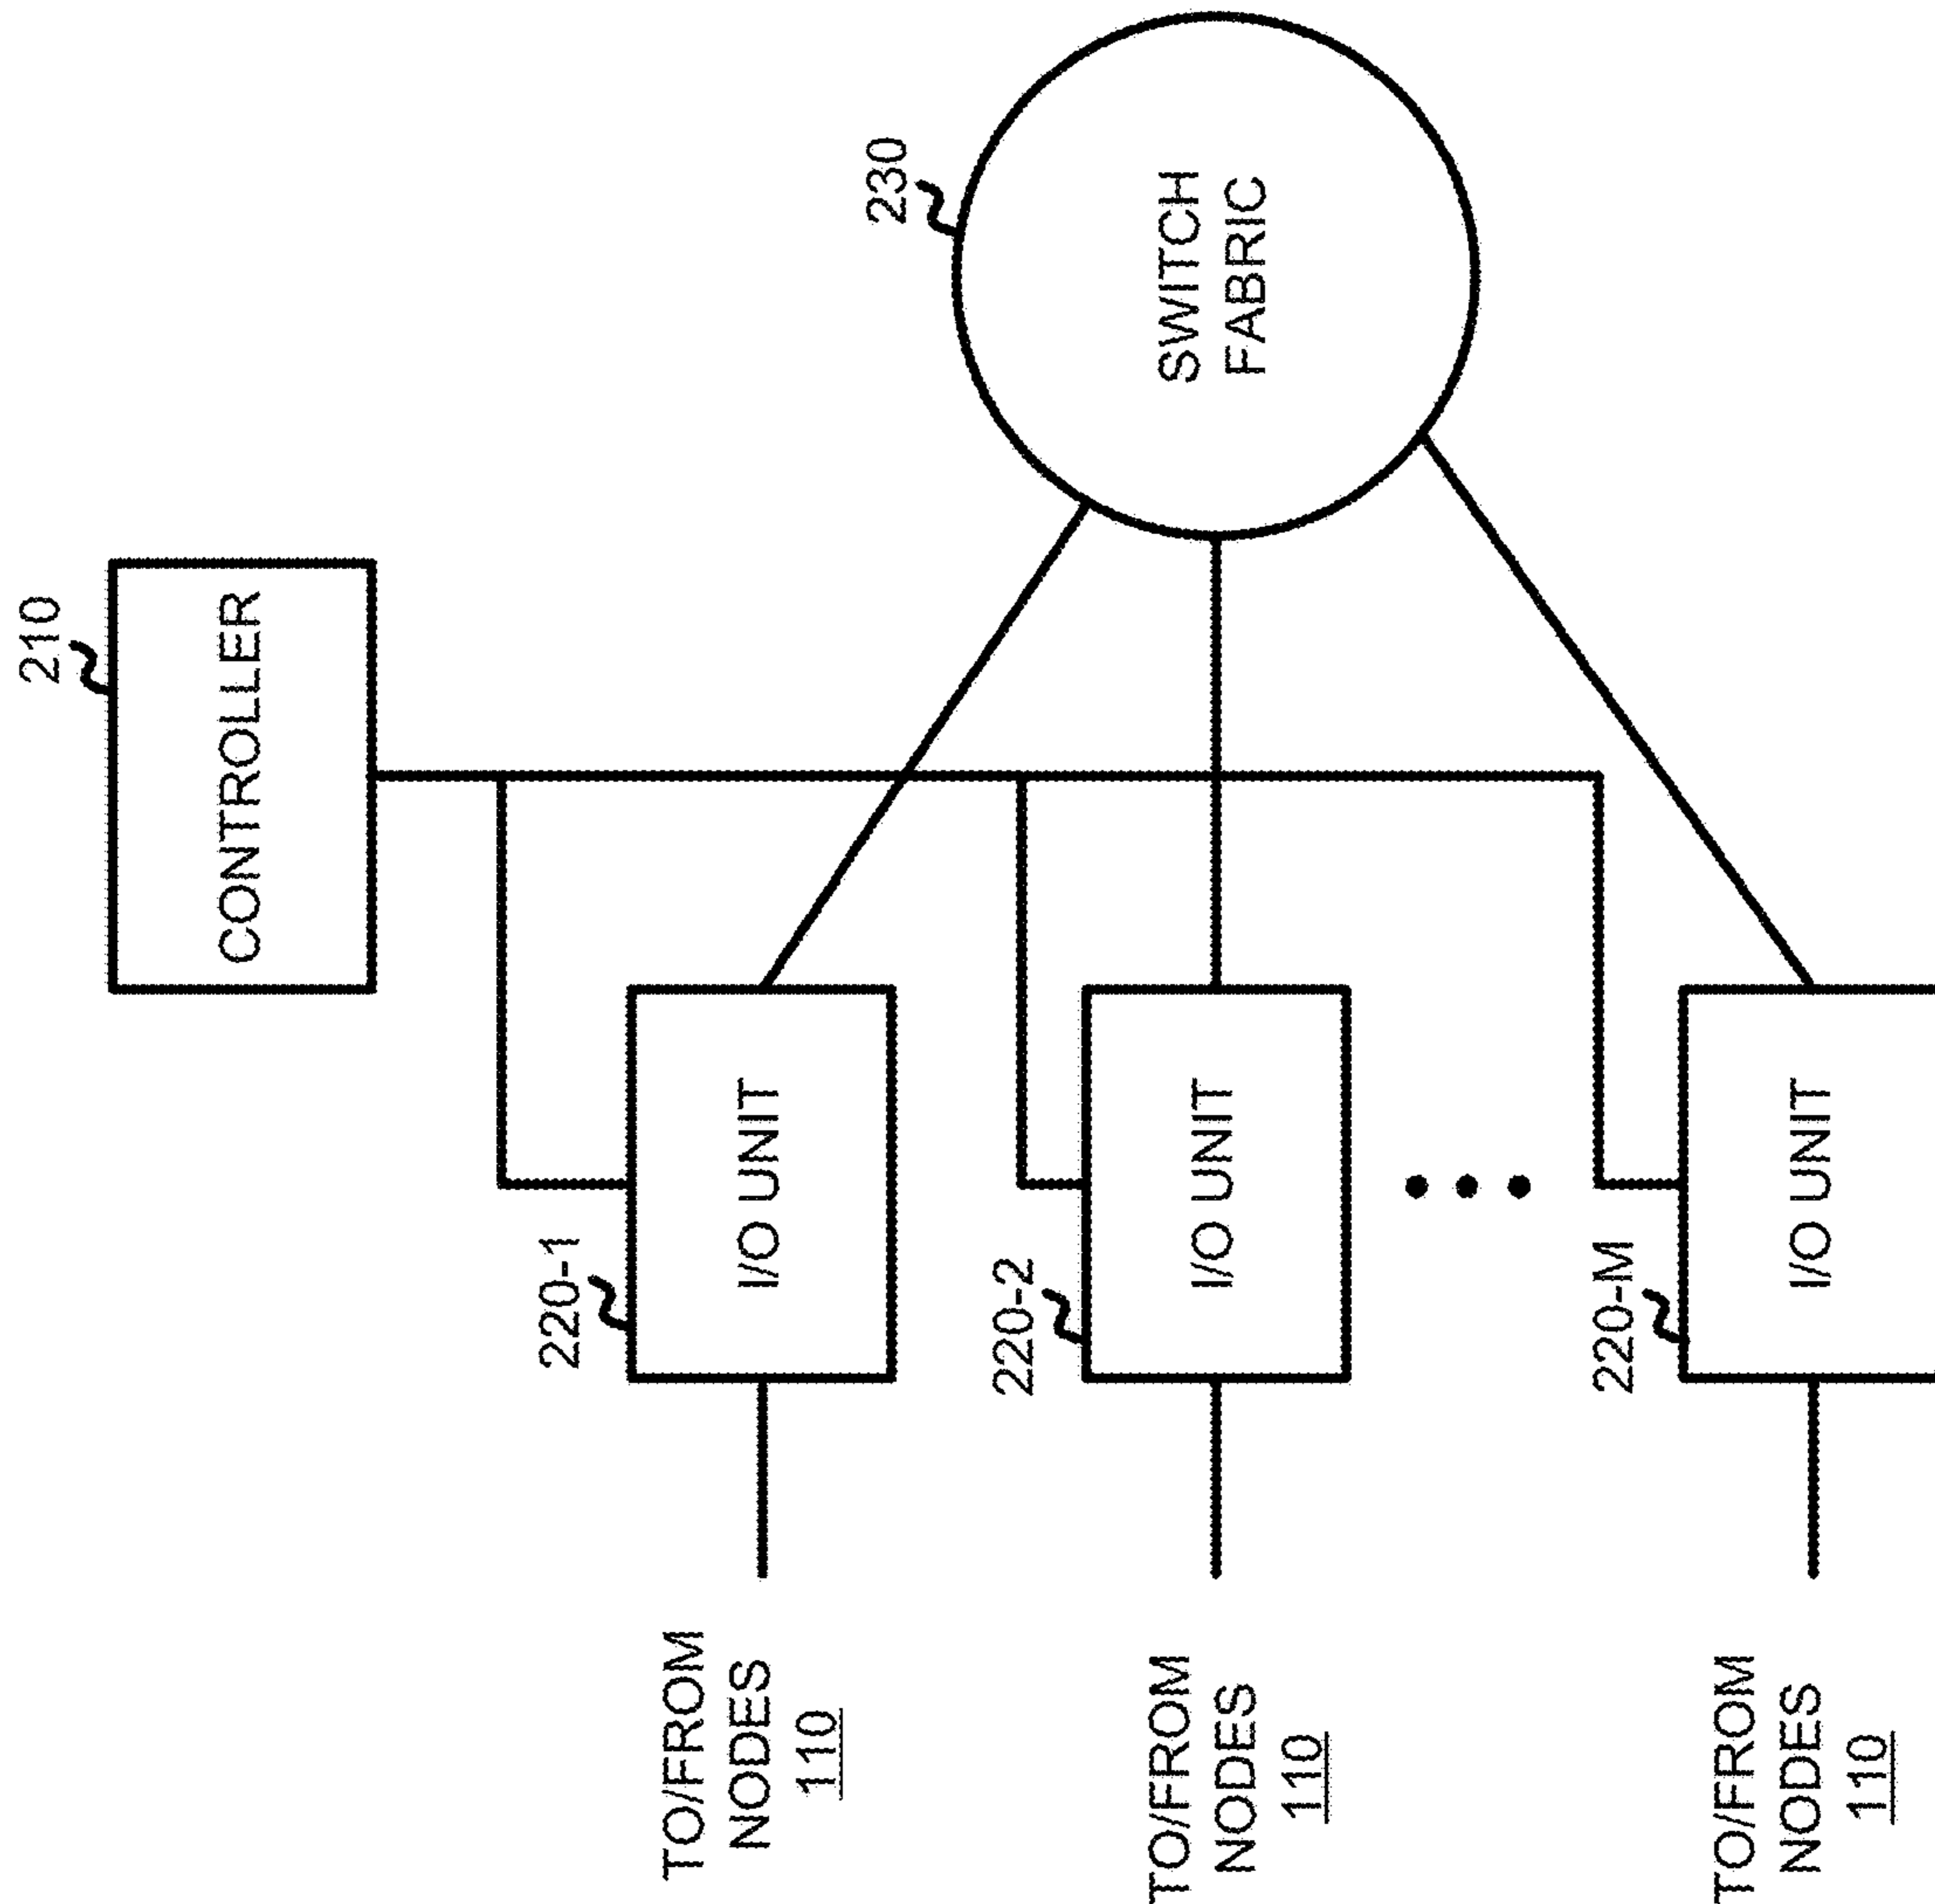 210
CONTROLLER
230
SWITCH
FABRIC
220-1
I/O UNIT
TO/FROM
NODES
110
220-2
I/O UNIT
TO/FROM
NODES
110
220-M
I/O UNIT
TO/FROM
NODES
110